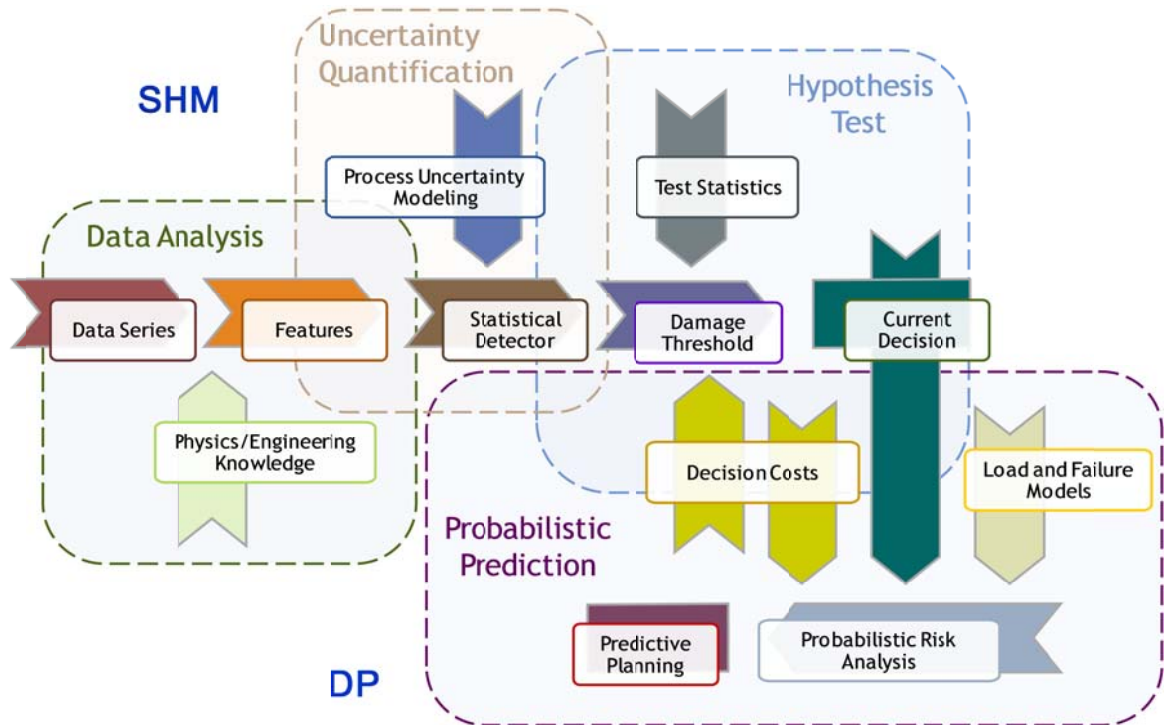 Uncertainty
Quantification
SHM
Hypothesis
Test
Process Uncertainty
Modeling
Test Statistics
Data Analysis
Data Series
Features
Statistical
Detector
Damage
Threshold
Current
Decision
Physics/Engineering
Knowledge
Decision Costs
Load and Failure
Models
Probabilistic
Prediction
Predictive
Planning
Probabilistic Risk
Analysis
DP